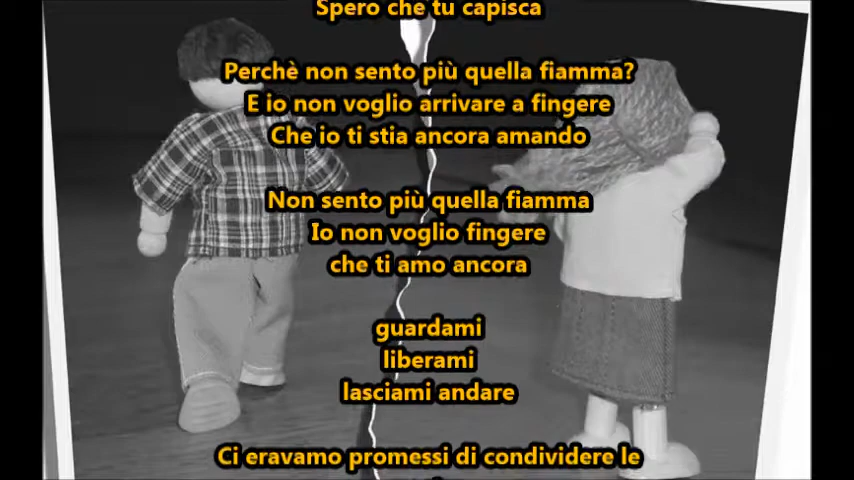 Spero che tu capisca
Perchè non sento più quella fiamma?
E io non voglio arrivare a fingere
Che io ti stia ancora amando
Non sento più quella fiamma
Io non voglio fingere
che ti amo ancora
guardami
liberami
lasciami andare
Ci eravamo promessi di condividere le